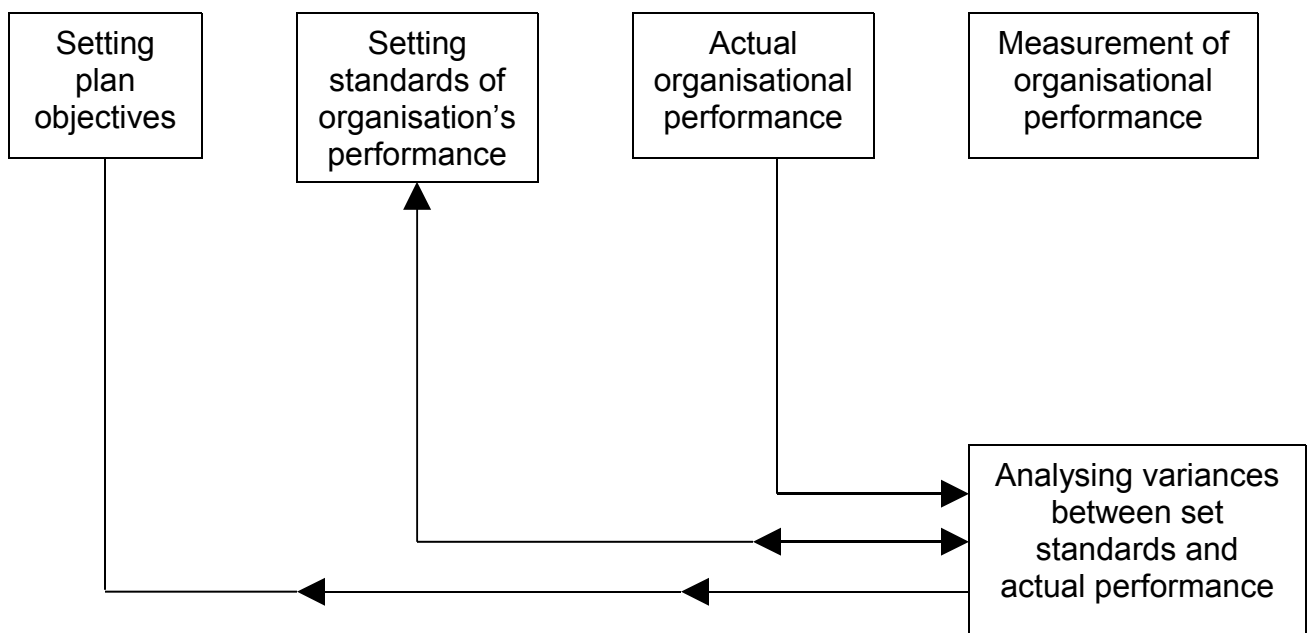 Setting
plan
objectives
Setting
standards of
organisation’s
performance
Actual
organisational
performance
Measurement of
organisational
performance
Analysing variances
between set
standards and
actual performance